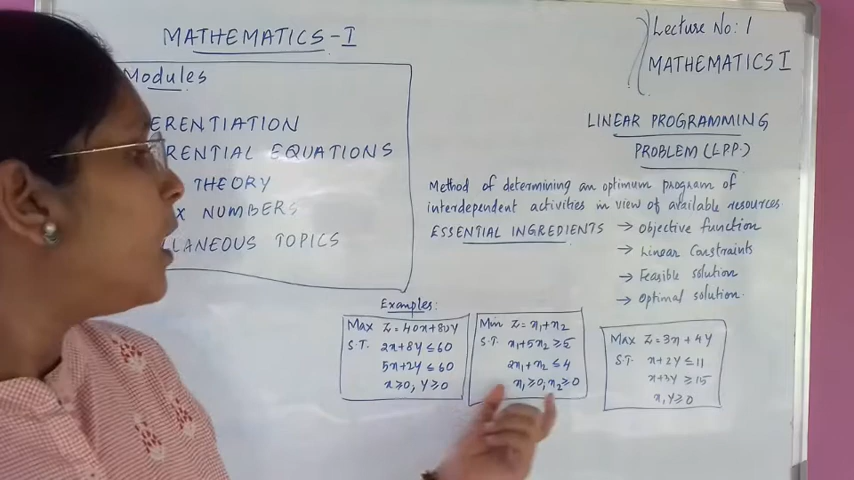 MATHEMATICS-I
Modules
ERENTIATION
RENTIAL EQUATIONS
THEORY
X NUMBERS
LLANEOUS TOPICS
Lecture No: 1
MATHEMATICS I
LINEAR PROGRAMMING
PROBLEM (LPP)
Method of determining an optimum program of
interdependent activities in view of available resources.
ESSENTIAL INGREDIENTS → Objective function
→ Linear Constraints
→ Feasible solution
→ Optimal solution.
Examples:
Max Z=40x+80y
S.T. 2x+8y≤60
5x+2y≤60
x≥0, y≥0
Min Z=x₁+x₂
S.T. x₁+5x₂≥5
2x₁+x₂≤4
x₁≥0, x₂≥0
Max Z=3x+4y
S.T x+2y≤11
x+3y≥15
x,y≥0